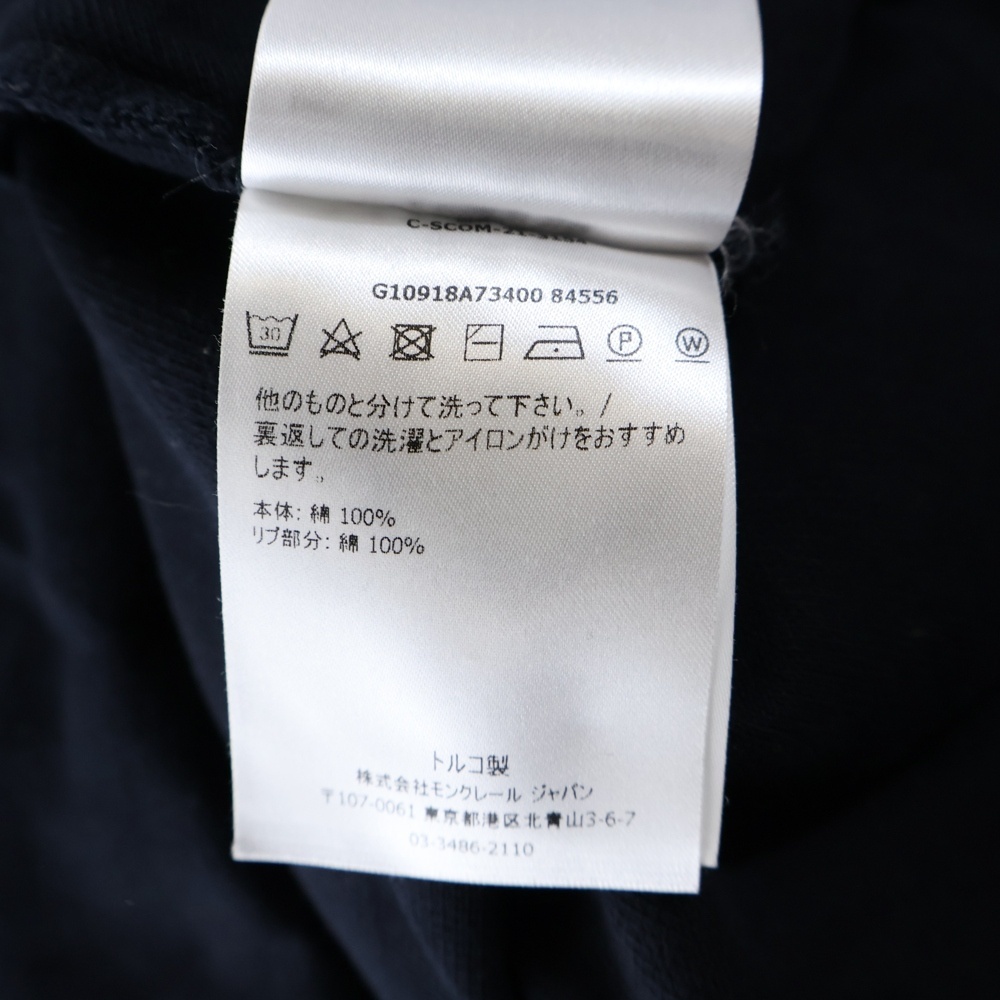 G10918A73400 84556
30
P
W
他のものと分けて洗って下さい。/
裏返しての洗濯とアイロンがけをおすすめ
します。
本体: 綿 100%
リブ部分: 綿 100%
トルコ製
株式会社モンクレール ジャパン
〒107-0061 東京都港区北青山3-6-7
03-3486-2110